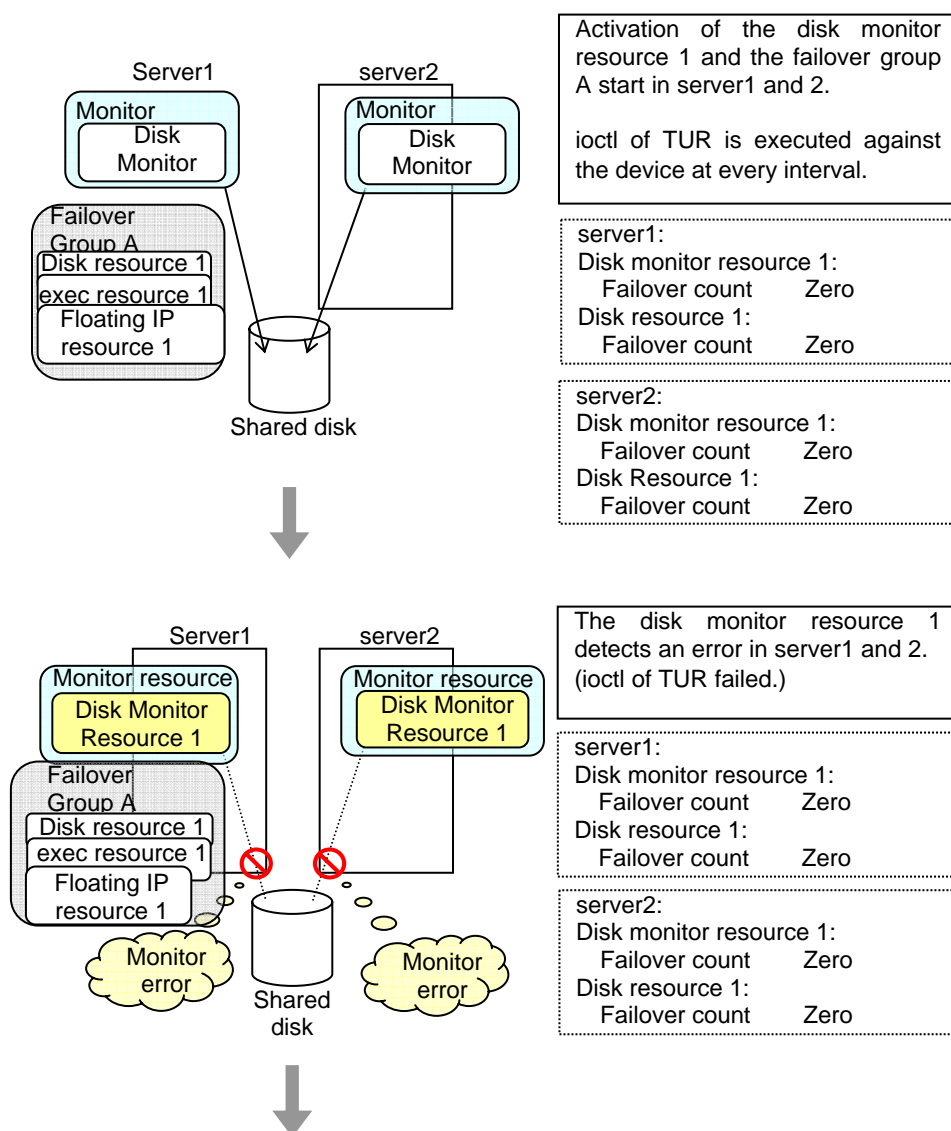 Server1
server2
Monitor
Disk
Monitor
Monitor
Disk
Monitor
Failover
Group A
Disk resource 1
exec resource 1
Floating IP
resource 1
Shared disk
Activation of the disk monitor
resource 1 and the failover group
A start in server1 and 2.
ioctl of TUR is executed against
the device at every interval.
server1:
Disk monitor resource 1:
Failover count Zero
Disk resource 1:
Failover count Zero
server2:
Disk monitor resource 1:
Failover count Zero
Disk Resource 1:
Failover count Zero
Server1
server2
Monitor resource
Disk Monitor
Resource 1
Monitor resource
Disk Monitor
Resource 1
Failover
Group A
Disk resource 1
exec resource 1
Floating IP
resource 1
Monitor
error
Shared
disk
Monitor
error
The disk monitor resource 1
detects an error in server1 and 2.
(ioctl of TUR failed.)
server1:
Disk monitor resource 1:
Failover count Zero
Disk resource 1:
Failover count Zero
server2:
Disk monitor resource 1:
Failover count Zero
Disk resource 1:
Failover count Zero